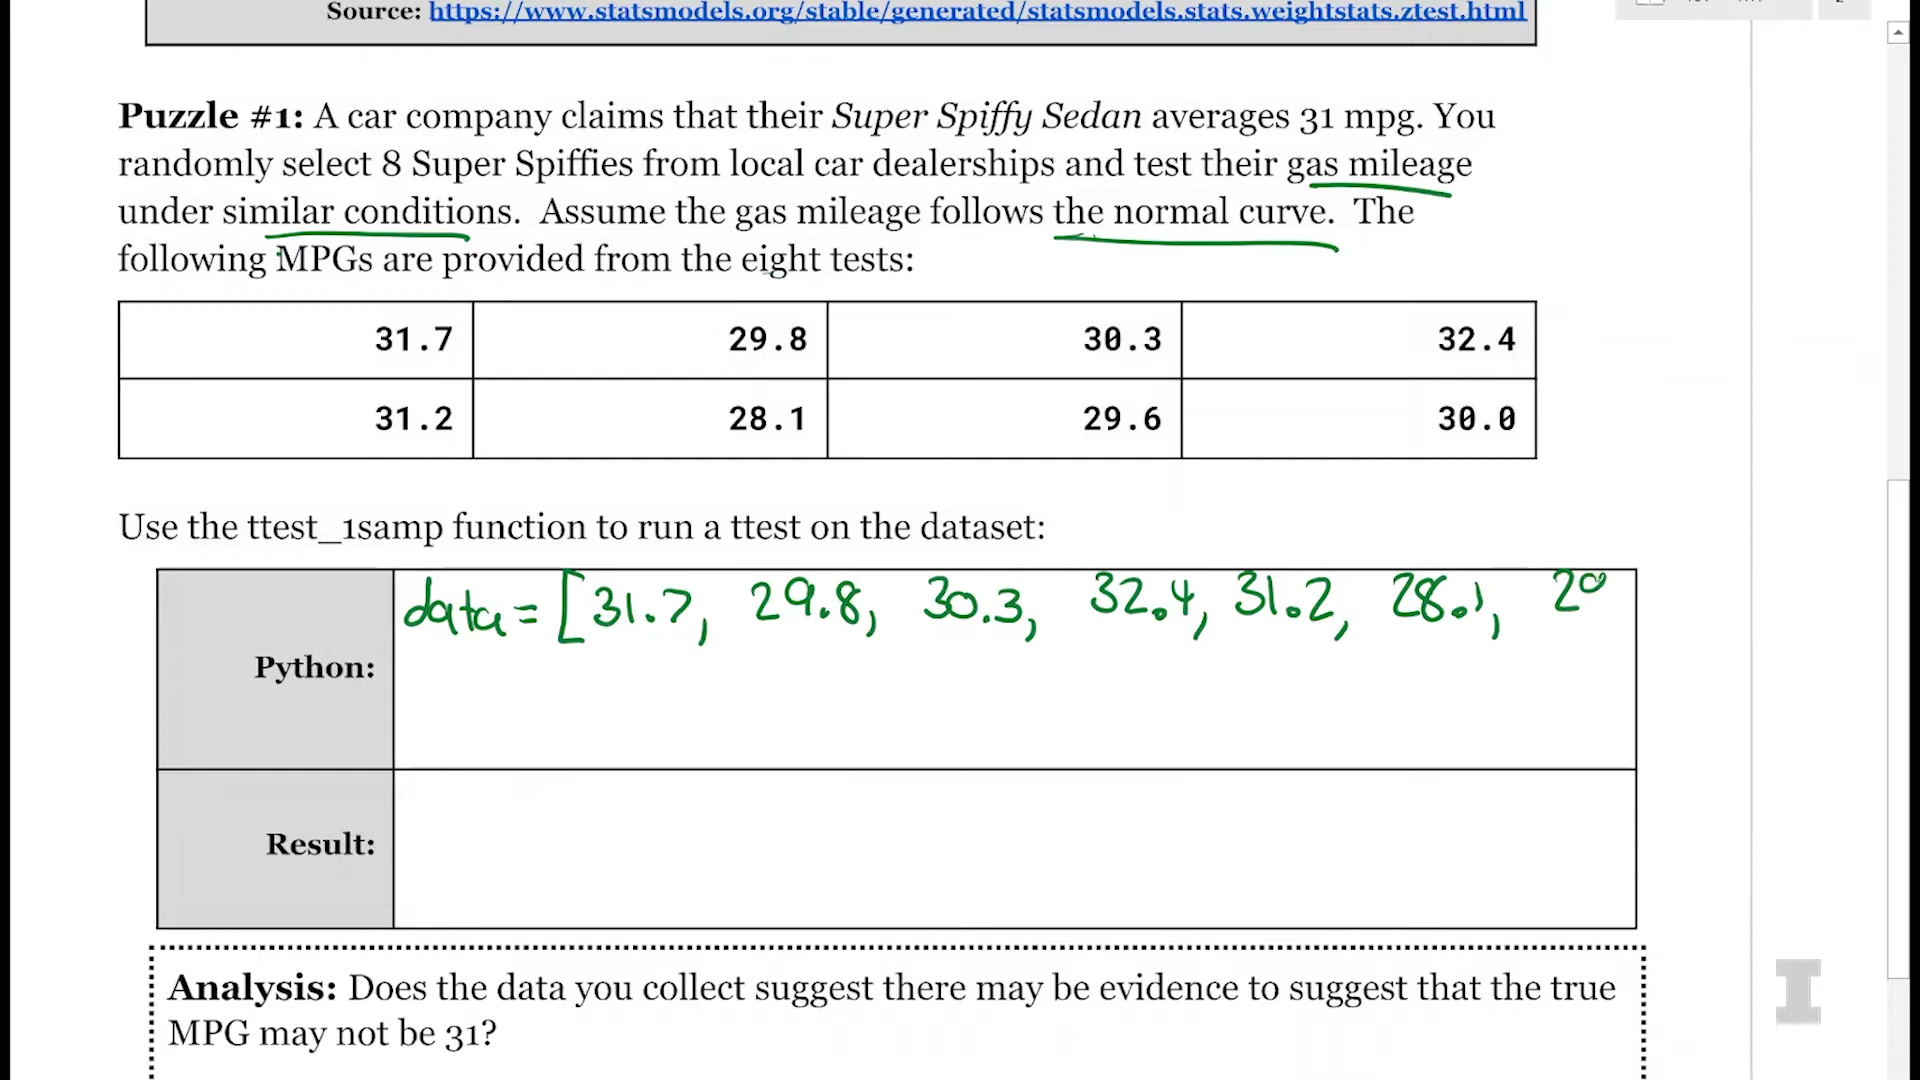 Source: https://www.statsmodels.org/stable/generated/statsmodels.stats.weightstats.ztest.html
Puzzle #1: A car company claims that their Super Spiffy Sedan averages 31 mpg. You
randomly select 8 Super Spiffies from local car dealerships and test their gas mileage
under similar conditions. Assume the gas mileage follows the normal curve. The
following MPGs are provided from the eight tests:
31.7 29.8 30.3 32.4
31.2 28.1 29.6 30.0
Use the ttest_1samp function to run a ttest on the dataset:
data = [31.7, 29.8, 30.3, 32.4, 31.2, 28.1, 29
Python:
Result:
Analysis: Does the data you collect suggest there may be evidence to suggest that the true
MPG may not be 31?